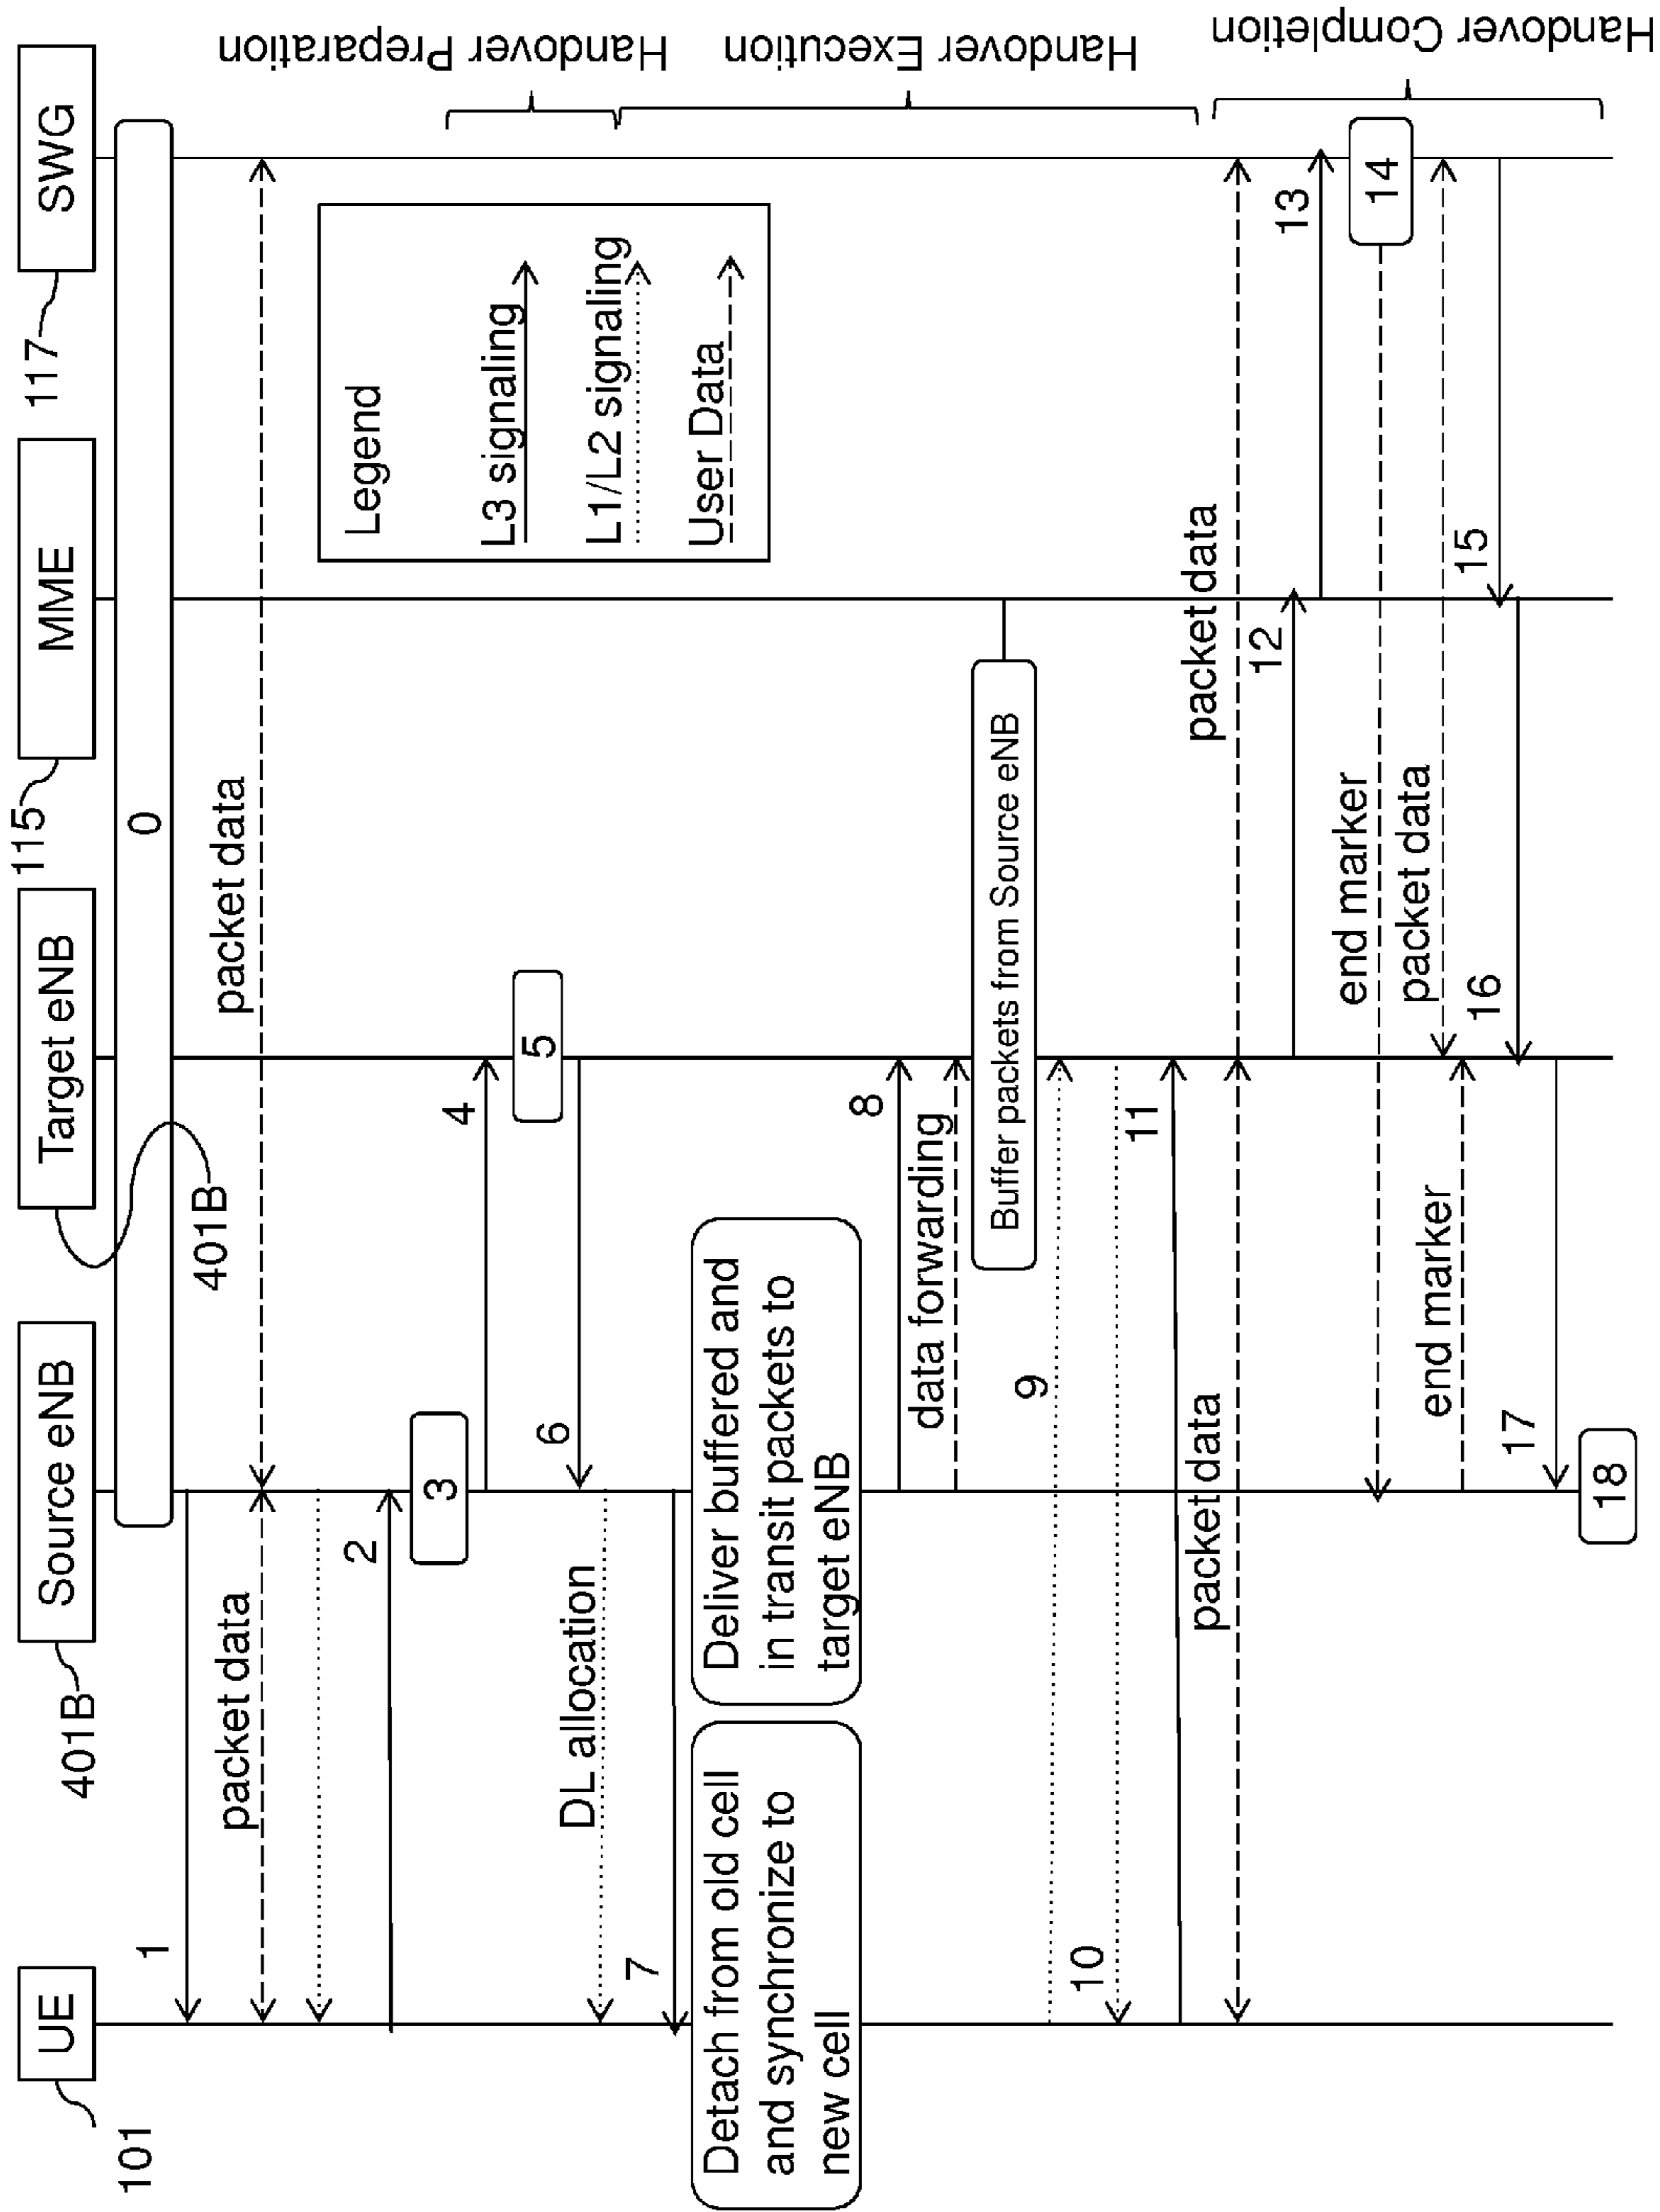 UE
Source eNB
Target eNB
MME
SWG
101
401B
401B
115
117
0
1
packet data
packet data
Legend
L3 signaling
L1/L2 signaling
User Data
2
3
4
5
6
DL allocation
7
Detach from old cell
and synchronize to
new cell
Deliver buffered and
in transit packets to
target eNB
8
data forwarding
Buffer packets from Source eNB
9
10
11
packet data
packet data
12
13
14
end marker
packet data
end marker
15
16
17
18
Handover Preparation
Handover Execution
Handover Completion